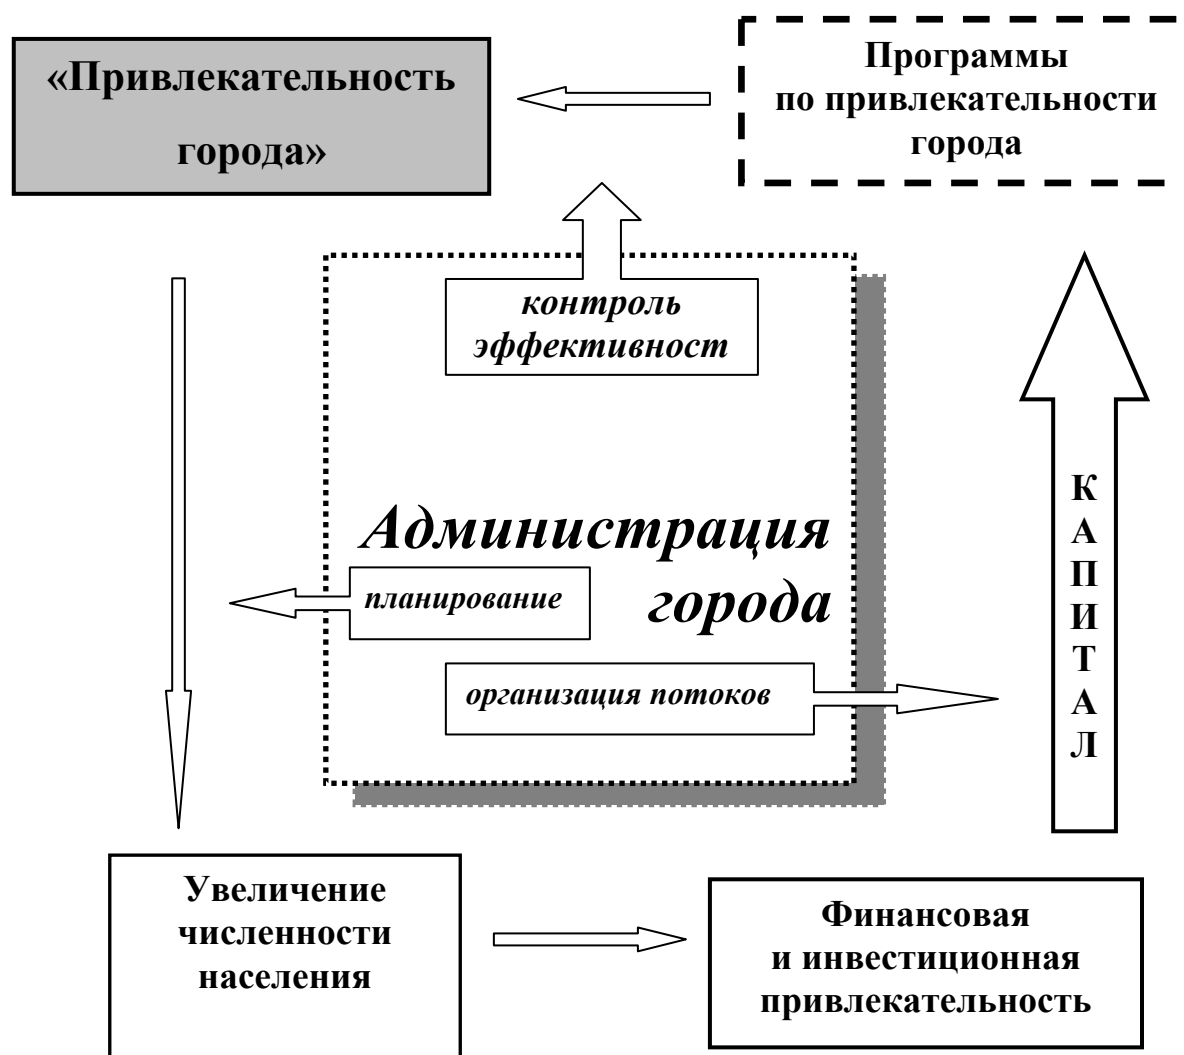 «Привлекательность
города»
Программы
по привлекательности
города
контроль
эффективност
Администрация
города
планирование
организация потоков
КАПИТАЛ
Увеличение
численности
населения
Финансовая
и инвестиционная
привлекательность